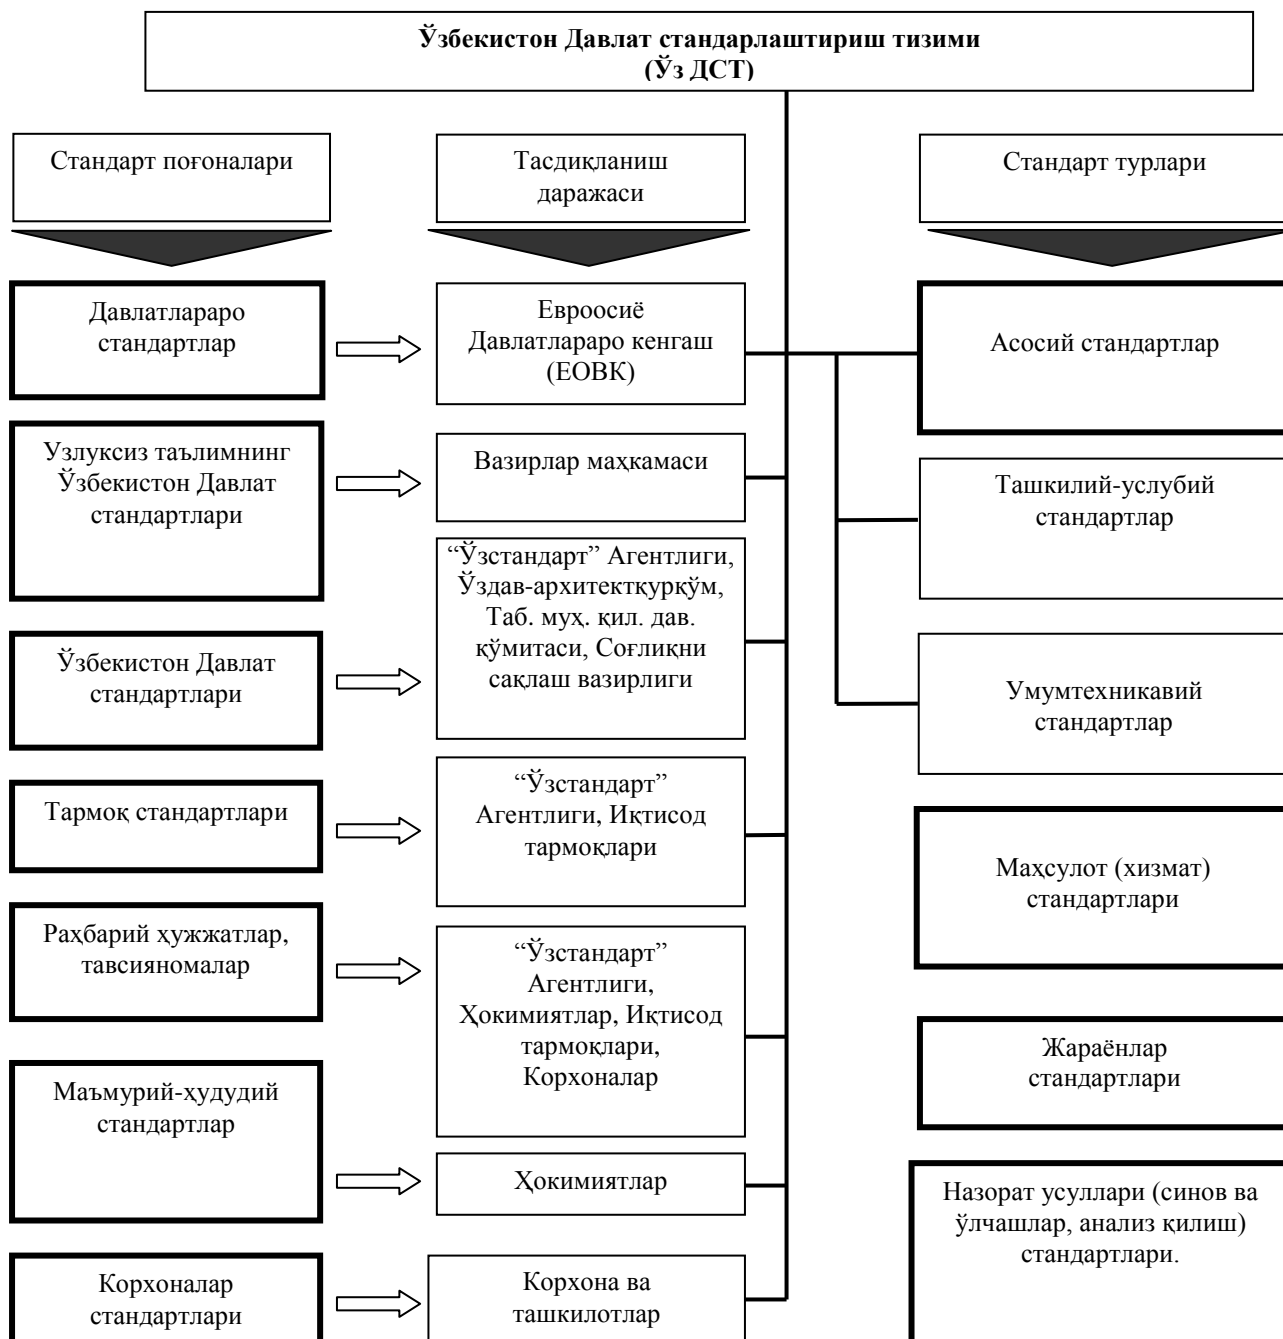 Ўзбекистон Давлат стандарлаштириш тизими
(Ўз ДСТ)
Стандарт поғоналари
Тасдиқланиш
даражаси
Стандарт турлари
Давлатлараро
стандартлар
Евроосиё
Давлатлараро кенгаш
(ЕОВК)
Асосий стандартлар
Узлуксиз таълимнинг
Ўзбекистон Давлат
стандартлари
Вазирлар маҳкамаси
Ташкилий-услубий
стандартлар
Ўзбекистон Давлат
стандартлари
“Ўзстандарт” Агентлиги,
Ўздав-архитектқурқўм,
Таб. муҳ. қил. дав.
қўмитаси, Соғлиқни
сақлаш вазирлиги
Умумтехникавий
стандартлар
Тармоқ стандартлари
“Ўзстандарт”
Агентлиги, Иқтисод
тармоқлари
Маҳсулот (хизмат)
стандартлари
Раҳбарий ҳужжатлар,
тавсияномалар
“Ўзстандарт”
Агентлиги,
Ҳокимиятлар, Иқтисод
тармоқлари,
Корхоналар
Жараёнлар
стандартлари
Маъмурий-ҳудудий
стандартлар
Ҳокимиятлар
Назорат усуллари (синов ва
ўлчашлар, анализ қилиш)
стандартлари.
Корхоналар
стандартлари
Корхона ва
ташкилотлар